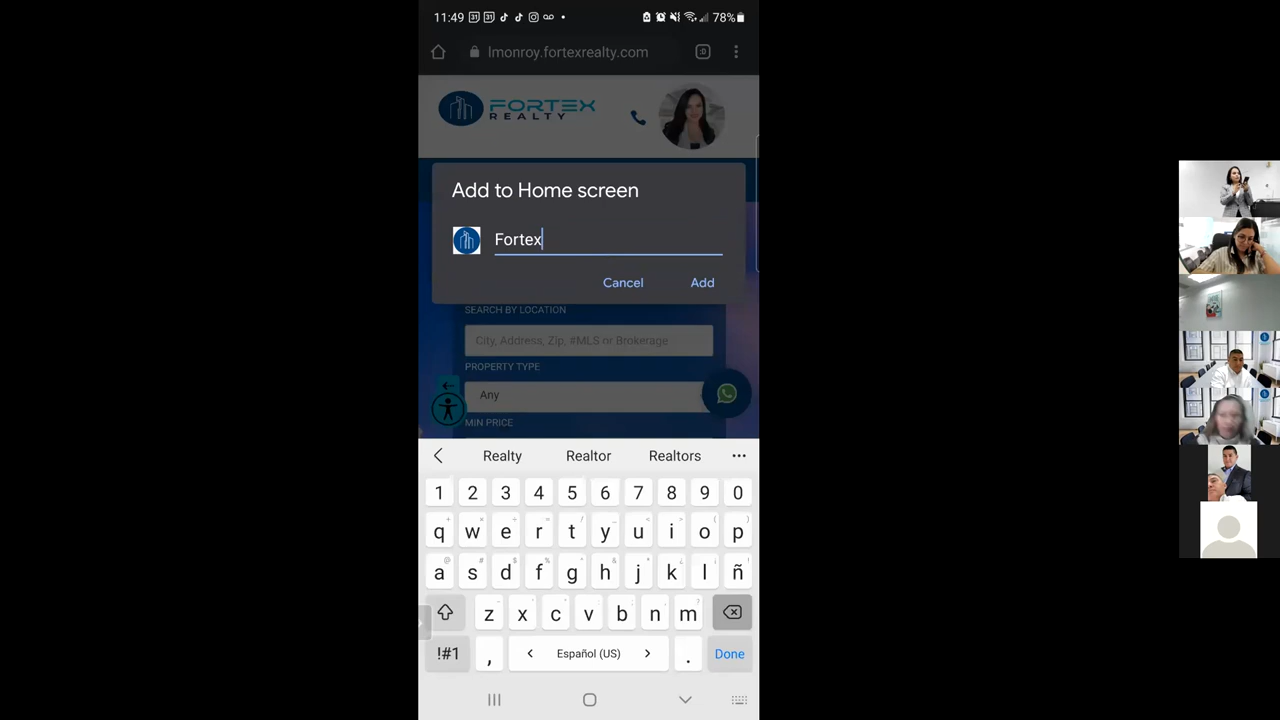 11:49 31 31 78%
lmonroy.fortexrealty.com :D
FORTEX
REALTY
Add to Home screen
Fortex
Cancel Add
SEARCH BY LOCATION
City, Address, Zip, #MLS or Brokerage
PROPERTY TYPE
Any
MIN PRICE
Realty Realtor Realtors
1 2 3 4 5 6 7 8 9 0
q w e r t y u i o p
a s d f g h j k l ñ
z x c v b n m
!#1 , < Español (US) > . Done